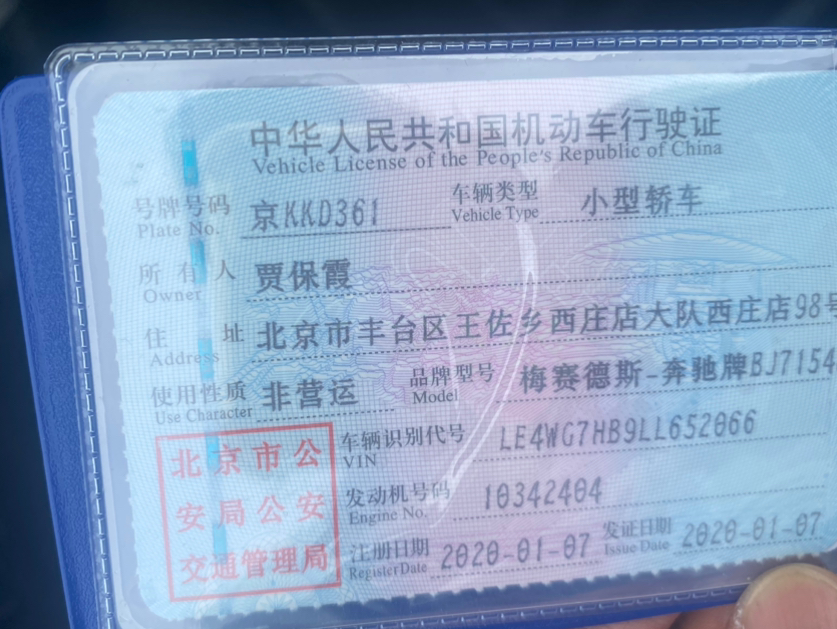 中华人民共和国机动车行驶证
Vehicle License of the People's Republic of China
号牌号码 京KKD361 车辆类型 小型轿车
Plate No. Vehicle Type
所有人 贾保霞
Owner
住址 北京市丰台区王佐乡西庄店大队西庄店98号
Address
使用性质 非营运 品牌型号 梅赛德斯-奔驰牌BJ7154
Use Character Model
北京市公
安局公安
交通管理局
车辆识别代号 LE4WG7HB9LL652066
VIN
发动机号码 10342404
Engine No.
注册日期 2020-01-07 发证日期 2020-01-07
Register Date Issue Date